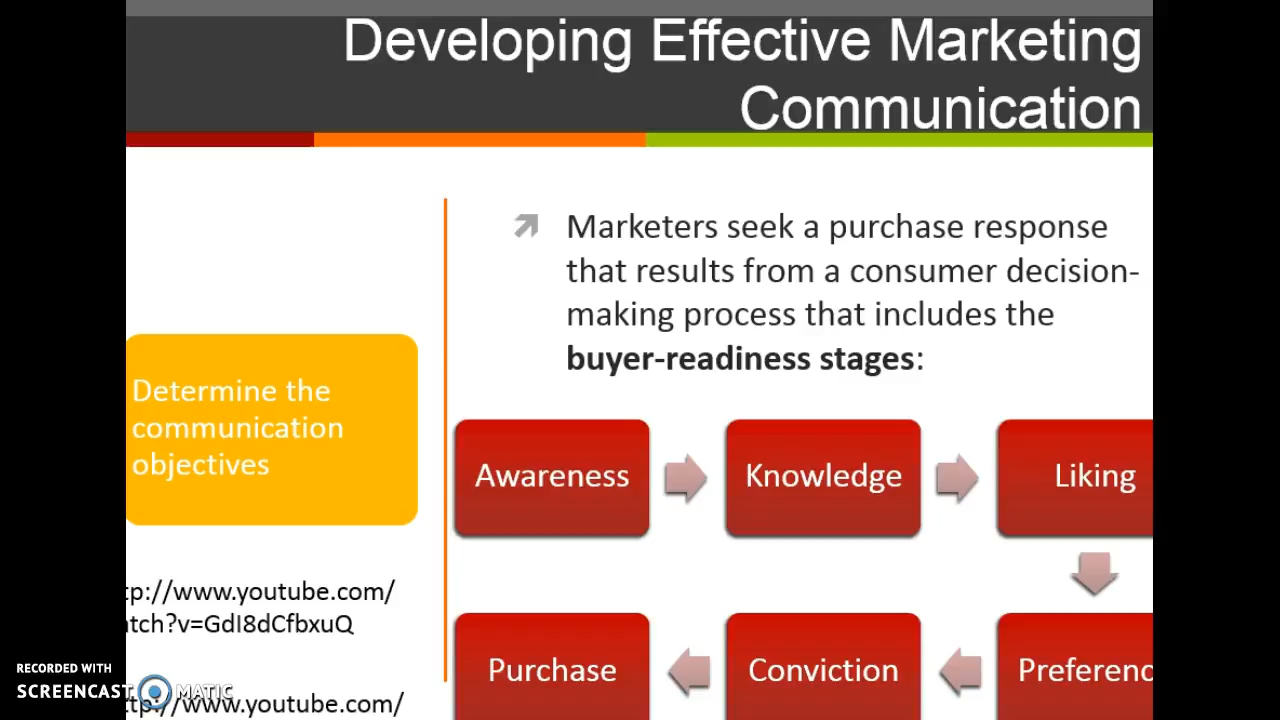 Developing Effective Marketing
Communication
Marketers seek a purchase response
that results from a consumer decision-
making process that includes the
buyer-readiness stages:
Determine the
communication
objectives
Awareness
Knowledge
Liking
Purchase
Conviction
Preferenc
tp://www.youtube.com/
atch?v=GdI8dCfbxuQ
ttp://www.youtube.com/
RECORDED WITH
SCREENCAST MATIC